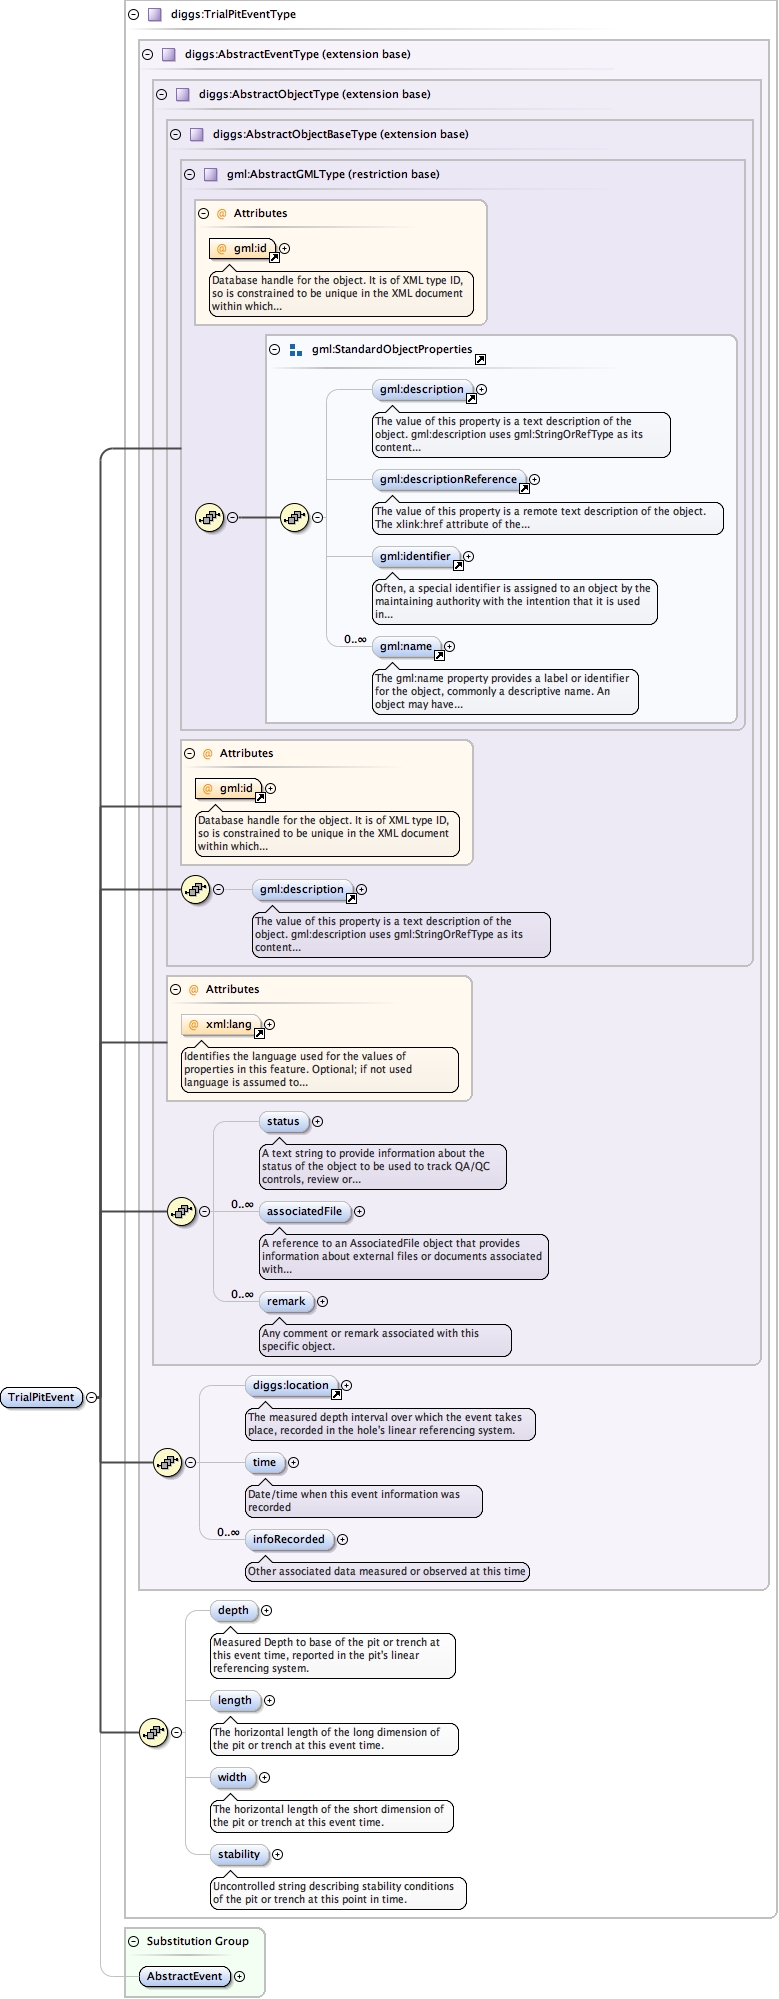 diggs:TrialPitEventType
diggs:AbstractEventType (extension base)
diggs:AbstractObjectType (extension base)
diggs:AbstractObjectBaseType (extension base)
gml:AbstractGMLType (restriction base)
@ Attributes
@ gml:id
Database handle for the object. It is of XML type ID,
so is constrained to be unique in the XML document
within which...
gml:StandardObjectProperties
gml:description
The value of this property is a text description of the
object. gml:description uses gml:StringOrRefType as its
content...
gml:descriptionReference
The value of this property is a remote text description of the object.
The xlink:href attribute of the...
gml:identifier
Often, a special identifier is assigned to an object by the
maintaining authority with the intention that it is used
in...
0..∞
gml:name
The gml:name property provides a label or identifier
for the object, commonly a descriptive name. An
object may have...
@ Attributes
@ gml:id
Database handle for the object. It is of XML type ID,
so is constrained to be unique in the XML document
within which...
gml:description
The value of this property is a text description of the
object. gml:description uses gml:StringOrRefType as its
content...
@ Attributes
@ xml:lang
Identifies the language used for the values of
properties in this feature. Optional; if not used
language is assumed to...
status
A text string to provide information about the
status of the object to be used to track QA/QC
controls, review or...
0..∞
associatedFile
A reference to an AssociatedFile object that provides
information about external files or documents associated
with...
0..∞
remark
Any comment or remark associated with this
specific object.
TrialPitEvent
diggs:location
The measured depth interval over which the event takes
place, recorded in the hole's linear referencing system.
time
Date/time when this event information was
recorded
0..∞
infoRecorded
Other associated data measured or observed at this time
depth
Measured Depth to base of the pit or trench at
this event time, reported in the pit's linear
referencing system.
length
The horizontal length of the long dimension of
the pit or trench at this event time.
width
The horizontal length of the short dimension of
the pit or trench at this event time.
stability
Uncontrolled string describing stability conditions
of the pit or trench at this point in time.
Substitution Group
AbstractEvent